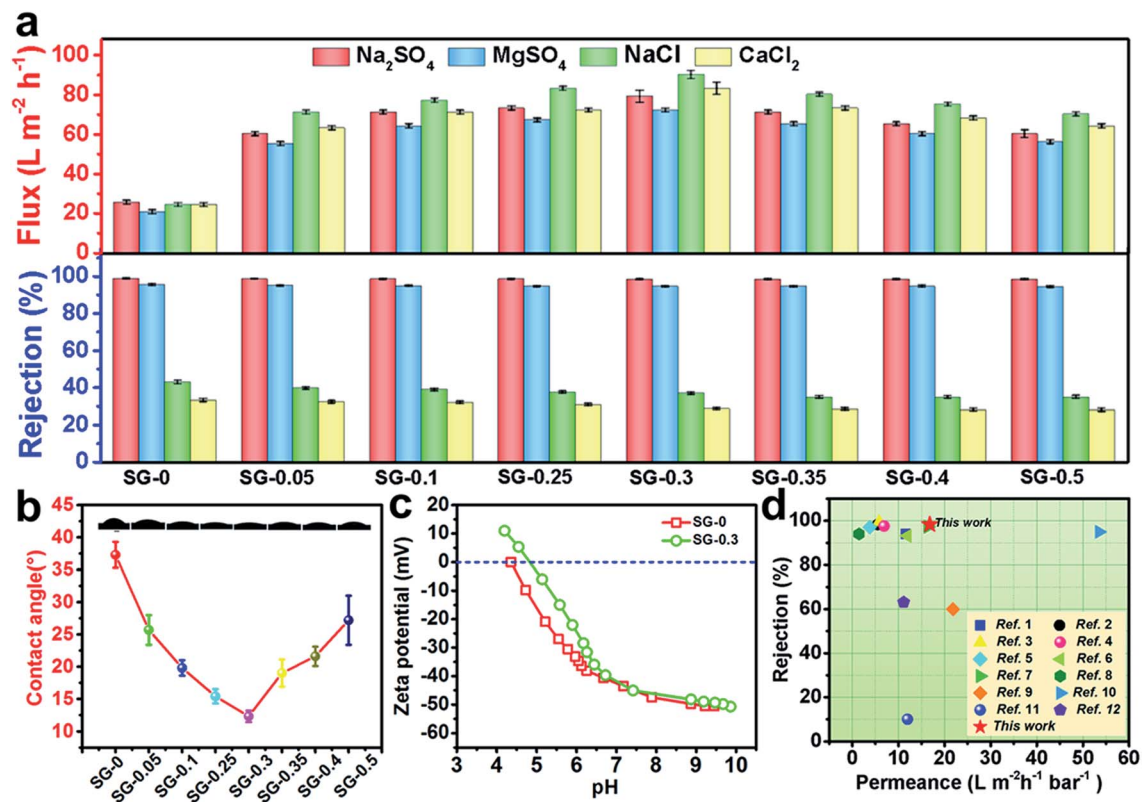 a
Na₂SO₄ MgSO₄ NaCl CaCl₂
Flux (L m⁻² h⁻¹)
100
80
60
40
20
0
Rejection (%)
100
80
60
40
20
0
SG-0 SG-0.05 SG-0.1 SG-0.25 SG-0.3 SG-0.35 SG-0.4 SG-0.5
b
Contact angle(°)
45
40
35
30
25
20
15
10
SG-0 SG-0.05 SG-0.1 SG-0.25 SG-0.3 SG-0.35 SG-0.4 SG-0.5
c
Zeta potential (mV)
20
10
0
-10
-20
-30
-40
-50
-60
SG-0
SG-0.3
3 4 5 6 7 8 9 10
pH
d
Rejection (%)
100
80
60
40
20
0
This work
Ref. 1 Ref. 2
Ref. 3 Ref. 4
Ref. 5 Ref. 6
Ref. 7 Ref. 8
Ref. 9 Ref. 10
Ref. 11 Ref. 12
This work
0 10 20 30 40 50 60
Permeance (L m⁻²h⁻¹ bar⁻¹)